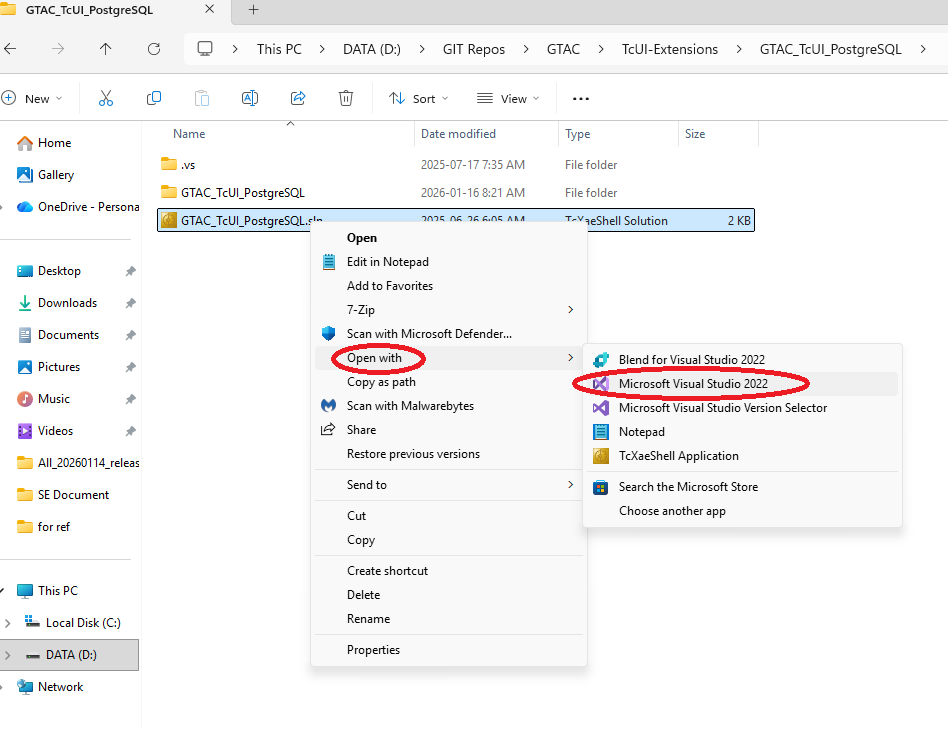 GTAC_TcUI_PostgreSQL
This PC
DATA (D:)
GIT Repos
GTAC
TcUI-Extensions
GTAC_TcUI_PostgreSQL
New
Sort
View
Name
Date modified
Type
Size
Home
Gallery
OneDrive - Persona
Desktop
Downloads
Documents
Pictures
Music
Videos
All_20260114_releas
SE Document
for ref
This PC
Local Disk (C:)
DATA (D:)
Network
.vs
2025-07-17 7:35 AM
File folder
GTAC_TcUI_PostgreSQL
2026-01-16 8:21 AM
File folder
GTAC_TcUI_PostgreSQL.sln
2025-06-26 6:05 AM
TcXaeShell Solution
2 KB
Open
Edit in Notepad
Add to Favorites
7-Zip
Scan with Microsoft Defender...
Open with
Copy as path
Scan with Malwarebytes
Share
Restore previous versions
Send to
Cut
Copy
Create shortcut
Delete
Rename
Properties
Blend for Visual Studio 2022
Microsoft Visual Studio 2022
Microsoft Visual Studio Version Selector
Notepad
TcXaeShell Application
Search the Microsoft Store
Choose another app